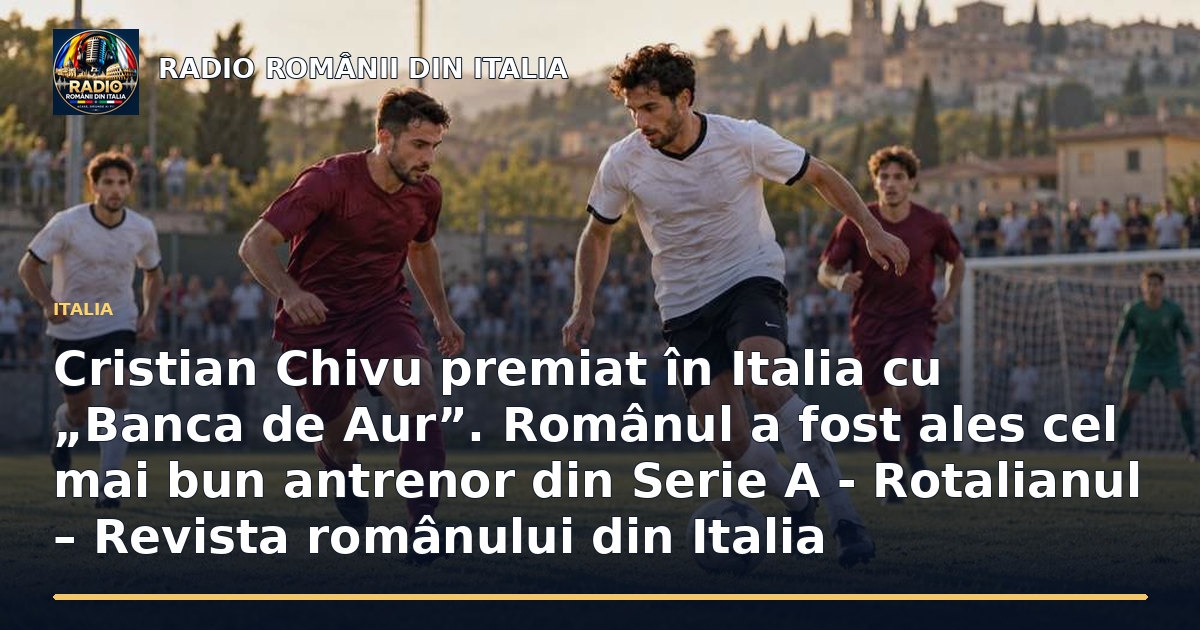 RADIO
ROMÂNII DIN ITALIA
RADIO ROMÂNII DIN ITALIA
ITALIA
Cristian Chivu premiat în Italia cu
„Banca de Aur”. Românul a fost ales cel
mai bun antrenor din Serie A - Rotalianul
– Revista românului din Italia